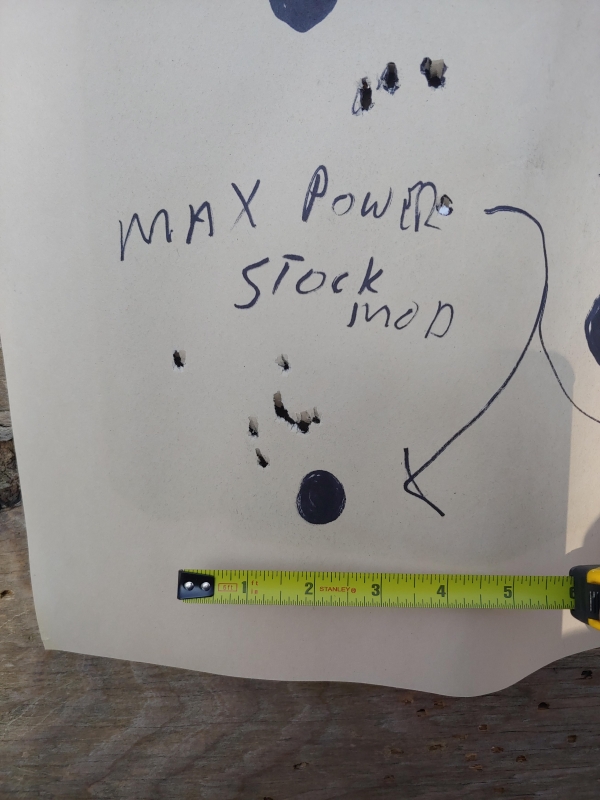 MAX POWER
STOCK
MOD
1 2 STANLEY 3 4 5